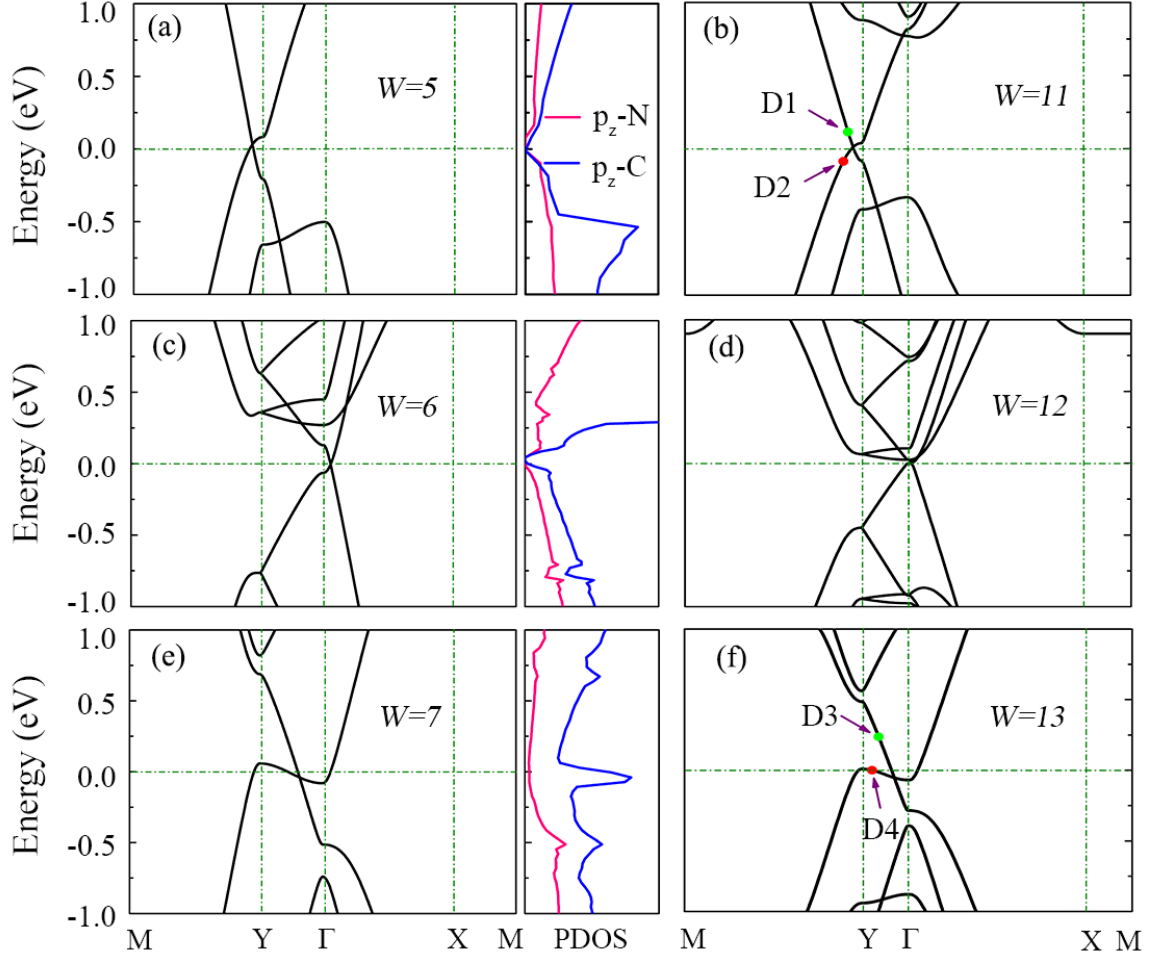 (a)
W=5
1.0
0.5
0.0
-0.5
-1.0
Energy (eV)
p_z-N
p_z-C
(b)
W=11
D1
D2
(c)
W=6
1.0
0.5
0.0
-0.5
-1.0
Energy (eV)
(d)
W=12
(e)
W=7
1.0
0.5
0.0
-0.5
-1.0
Energy (eV)
M Y Γ X M
PDOS
(f)
W=13
D3
D4
M Y Γ X M